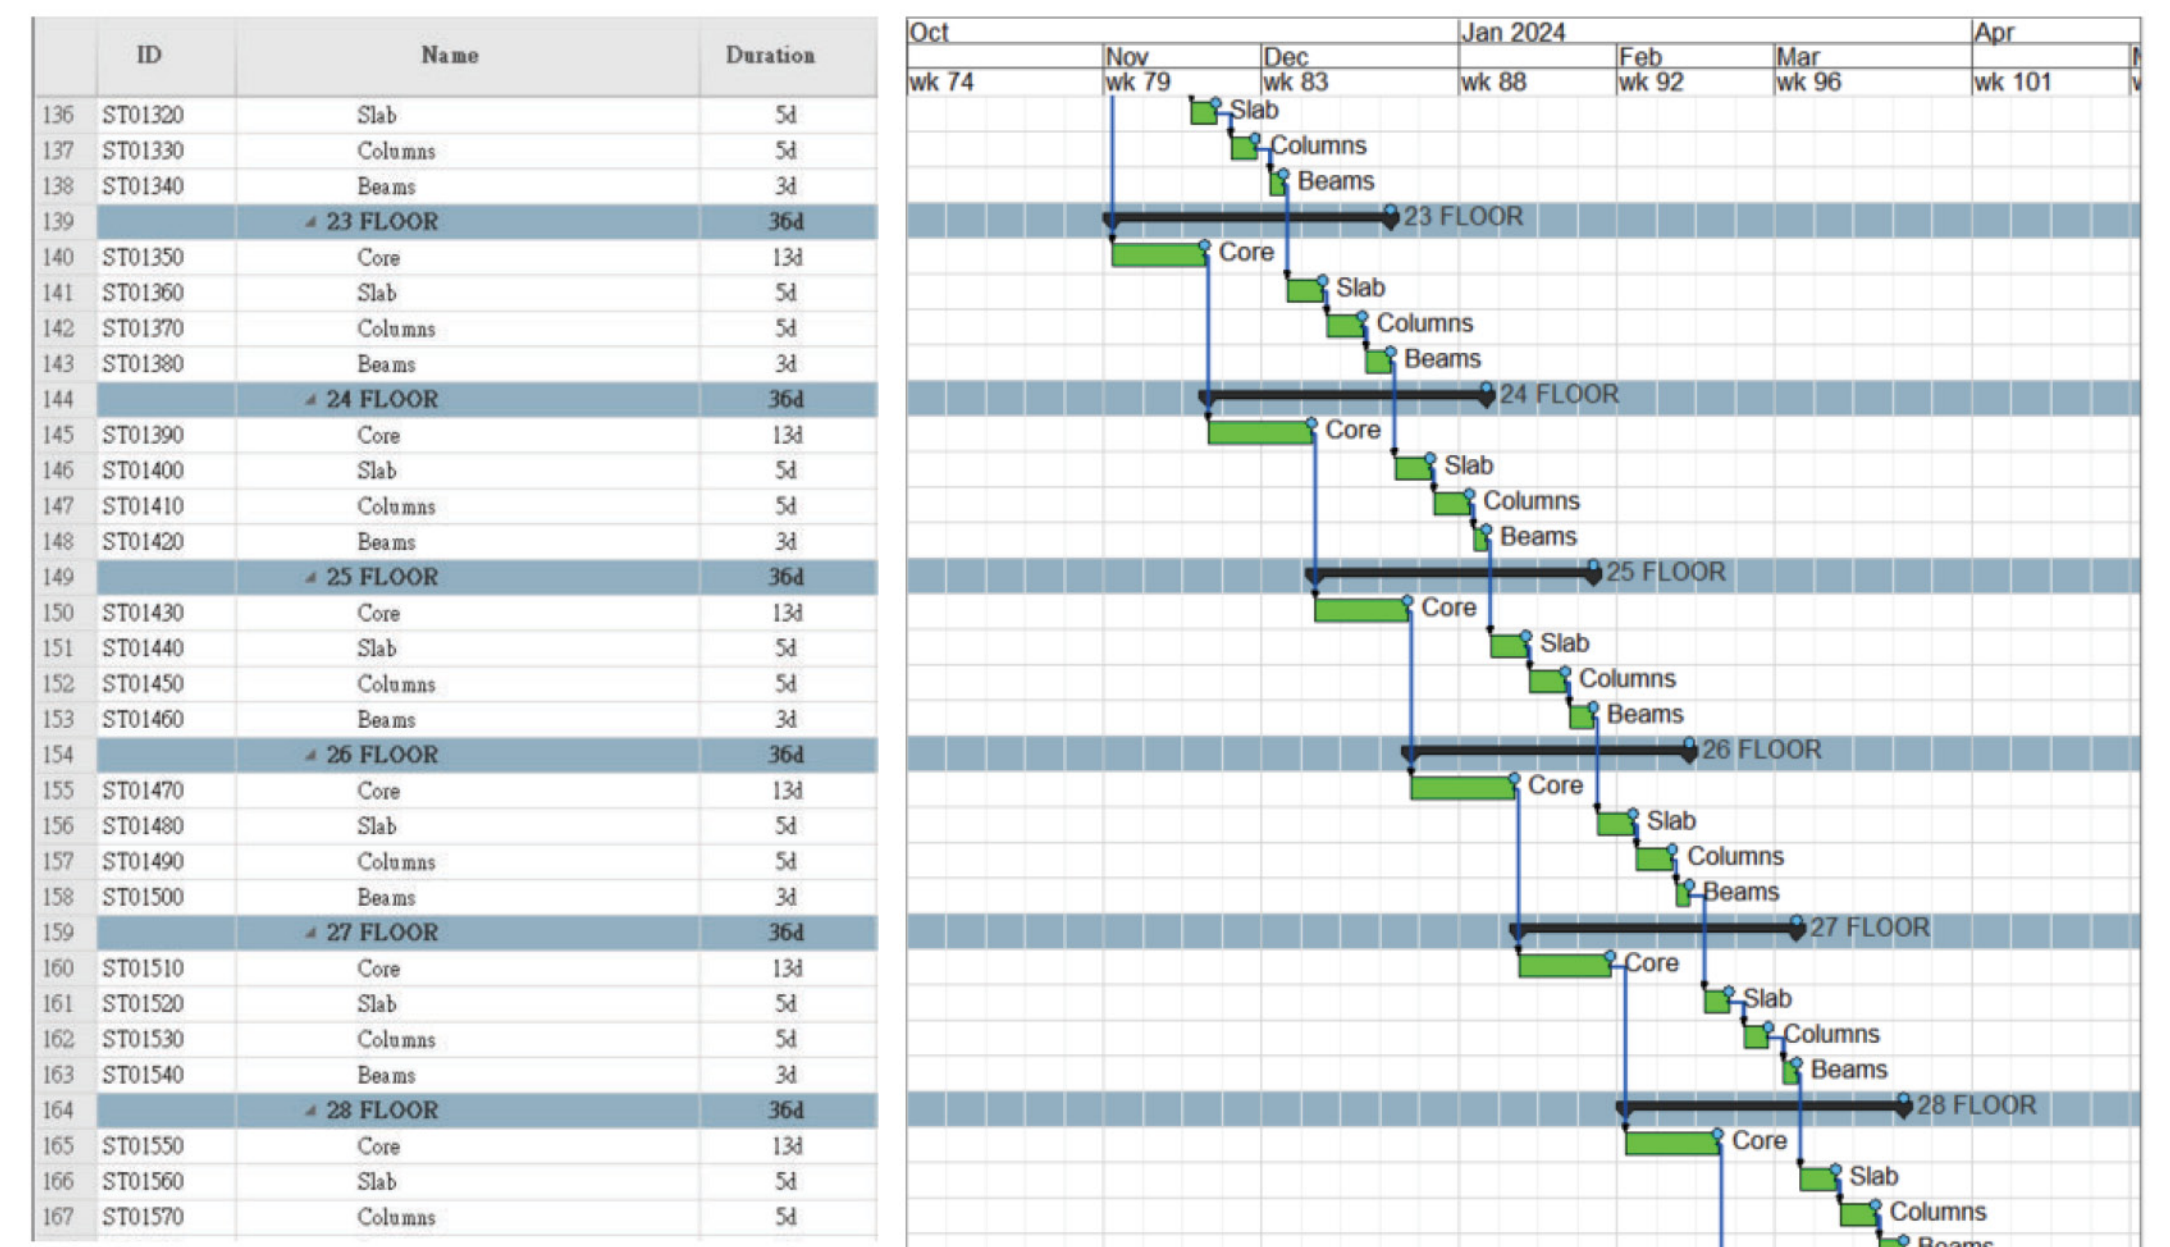 ID Name Duration
136 ST01320 Slab 5d
137 ST01330 Columns 5d
138 ST01340 Beams 3d
139 23 FLOOR 36d
140 ST01350 Core 13d
141 ST01360 Slab 5d
142 ST01370 Columns 5d
143 ST01380 Beams 3d
144 24 FLOOR 36d
145 ST01390 Core 13d
146 ST01400 Slab 5d
147 ST01410 Columns 5d
148 ST01420 Beams 3d
149 25 FLOOR 36d
150 ST01430 Core 13d
151 ST01440 Slab 5d
152 ST01450 Columns 5d
153 ST01460 Beams 3d
154 26 FLOOR 36d
155 ST01470 Core 13d
156 ST01480 Slab 5d
157 ST01490 Columns 5d
158 ST01500 Beams 3d
159 27 FLOOR 36d
160 ST01510 Core 13d
161 ST01520 Slab 5d
162 ST01530 Columns 5d
163 ST01540 Beams 3d
164 28 FLOOR 36d
165 ST01550 Core 13d
166 ST01560 Slab 5d
167 ST01570 Columns 5d
Oct Jan 2024 Apr
Nov Dec Feb Mar
wk 74 wk 79 wk 83 wk 88 wk 92 wk 96 wk 101
Slab
Columns
Beams
23 FLOOR
Core
Slab
Columns
Beams
24 FLOOR
Core
Slab
Columns
Beams
25 FLOOR
Core
Slab
Columns
Beams
26 FLOOR
Core
Slab
Columns
Beams
27 FLOOR
Core
Slab
Columns
Beams
28 FLOOR
Core
Slab
Columns
Beams